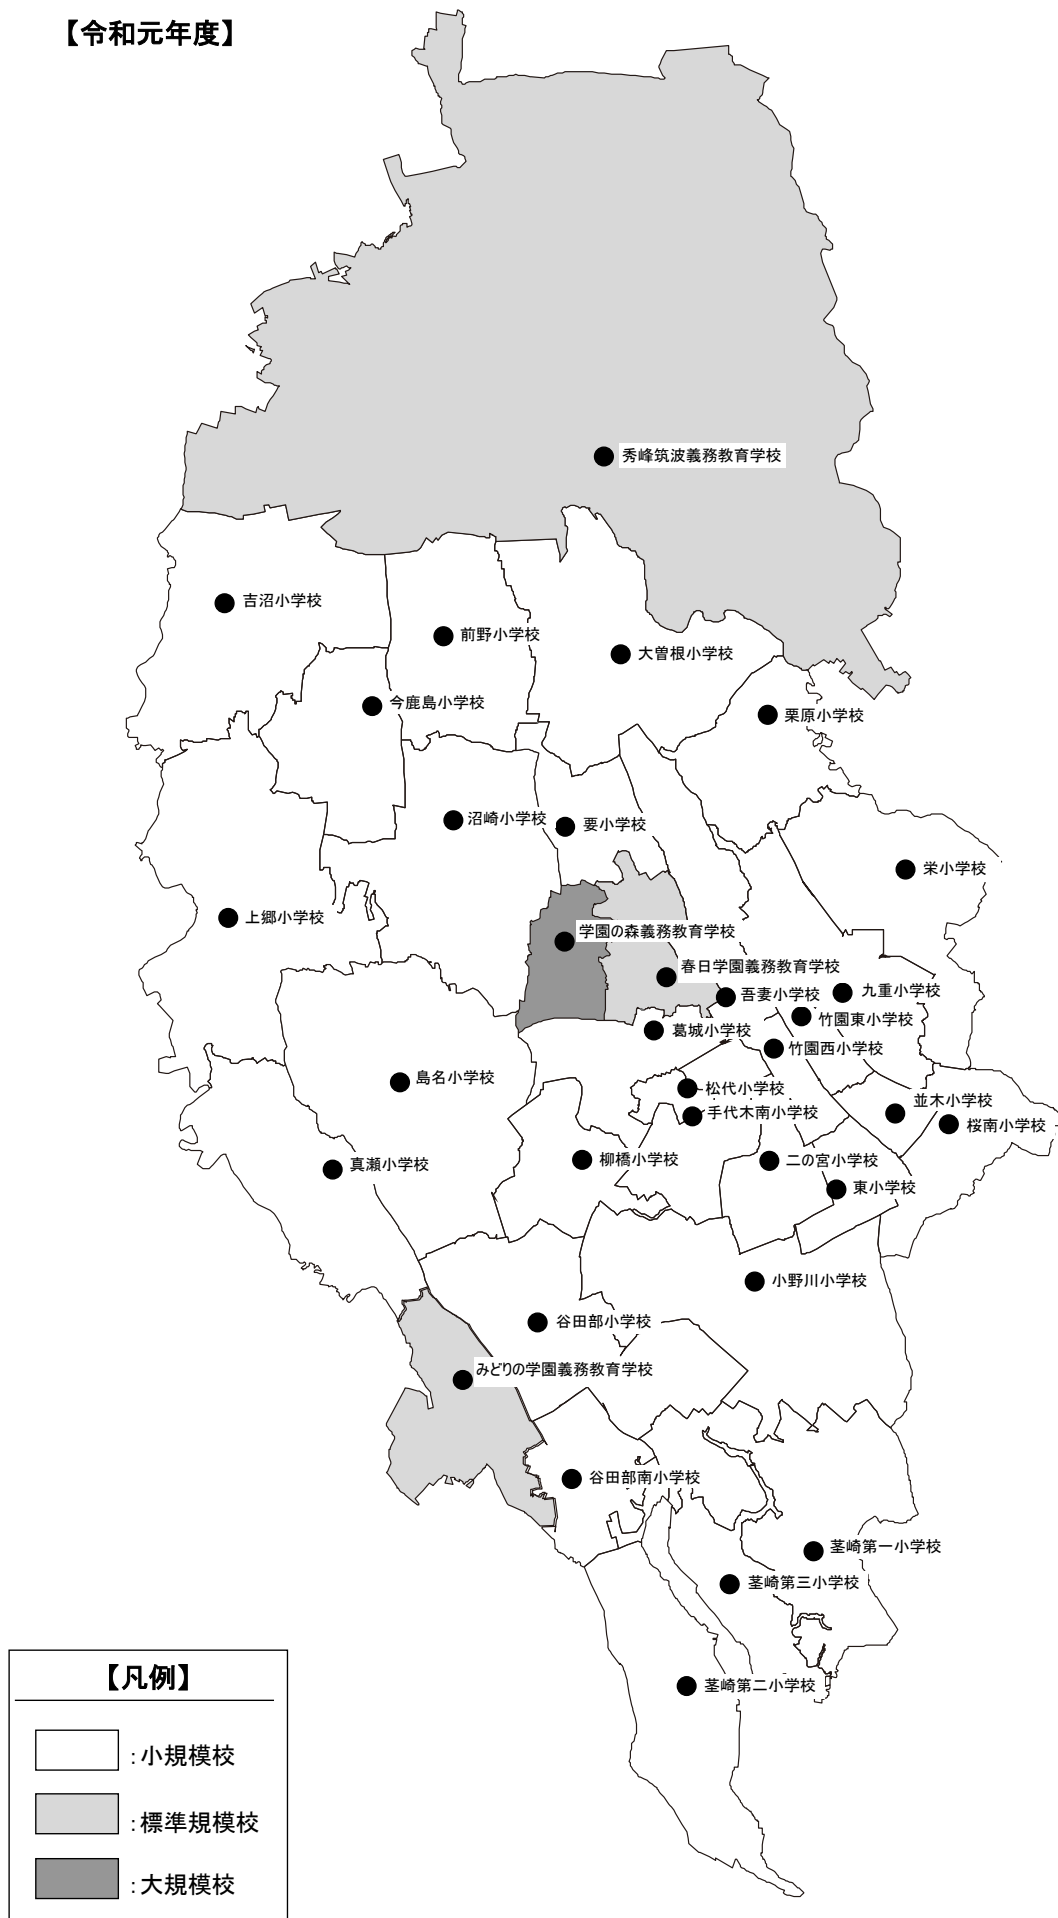 【令和元年度】
秀峰筑波義務教育学校
吉沼小学校
前野小学校
大曽根小学校
今鹿島小学校
栗原小学校
沼崎小学校
要小学校
栄小学校
上郷小学校
学園の森義務教育学校
春日学園義務教育学校
吾妻小学校
九重小学校
竹園東小学校
葛城小学校
竹園西小学校
島名小学校
松代小学校
並木小学校
手代木南小学校
桜南小学校
真瀬小学校
柳橋小学校
二の宮小学校
東小学校
小野川小学校
谷田部小学校
みどりの学園義務教育学校
谷田部南小学校
茎崎第一小学校
茎崎第三小学校
茎崎第二小学校
【凡例】
：小規模校
：標準規模校
：大規模校